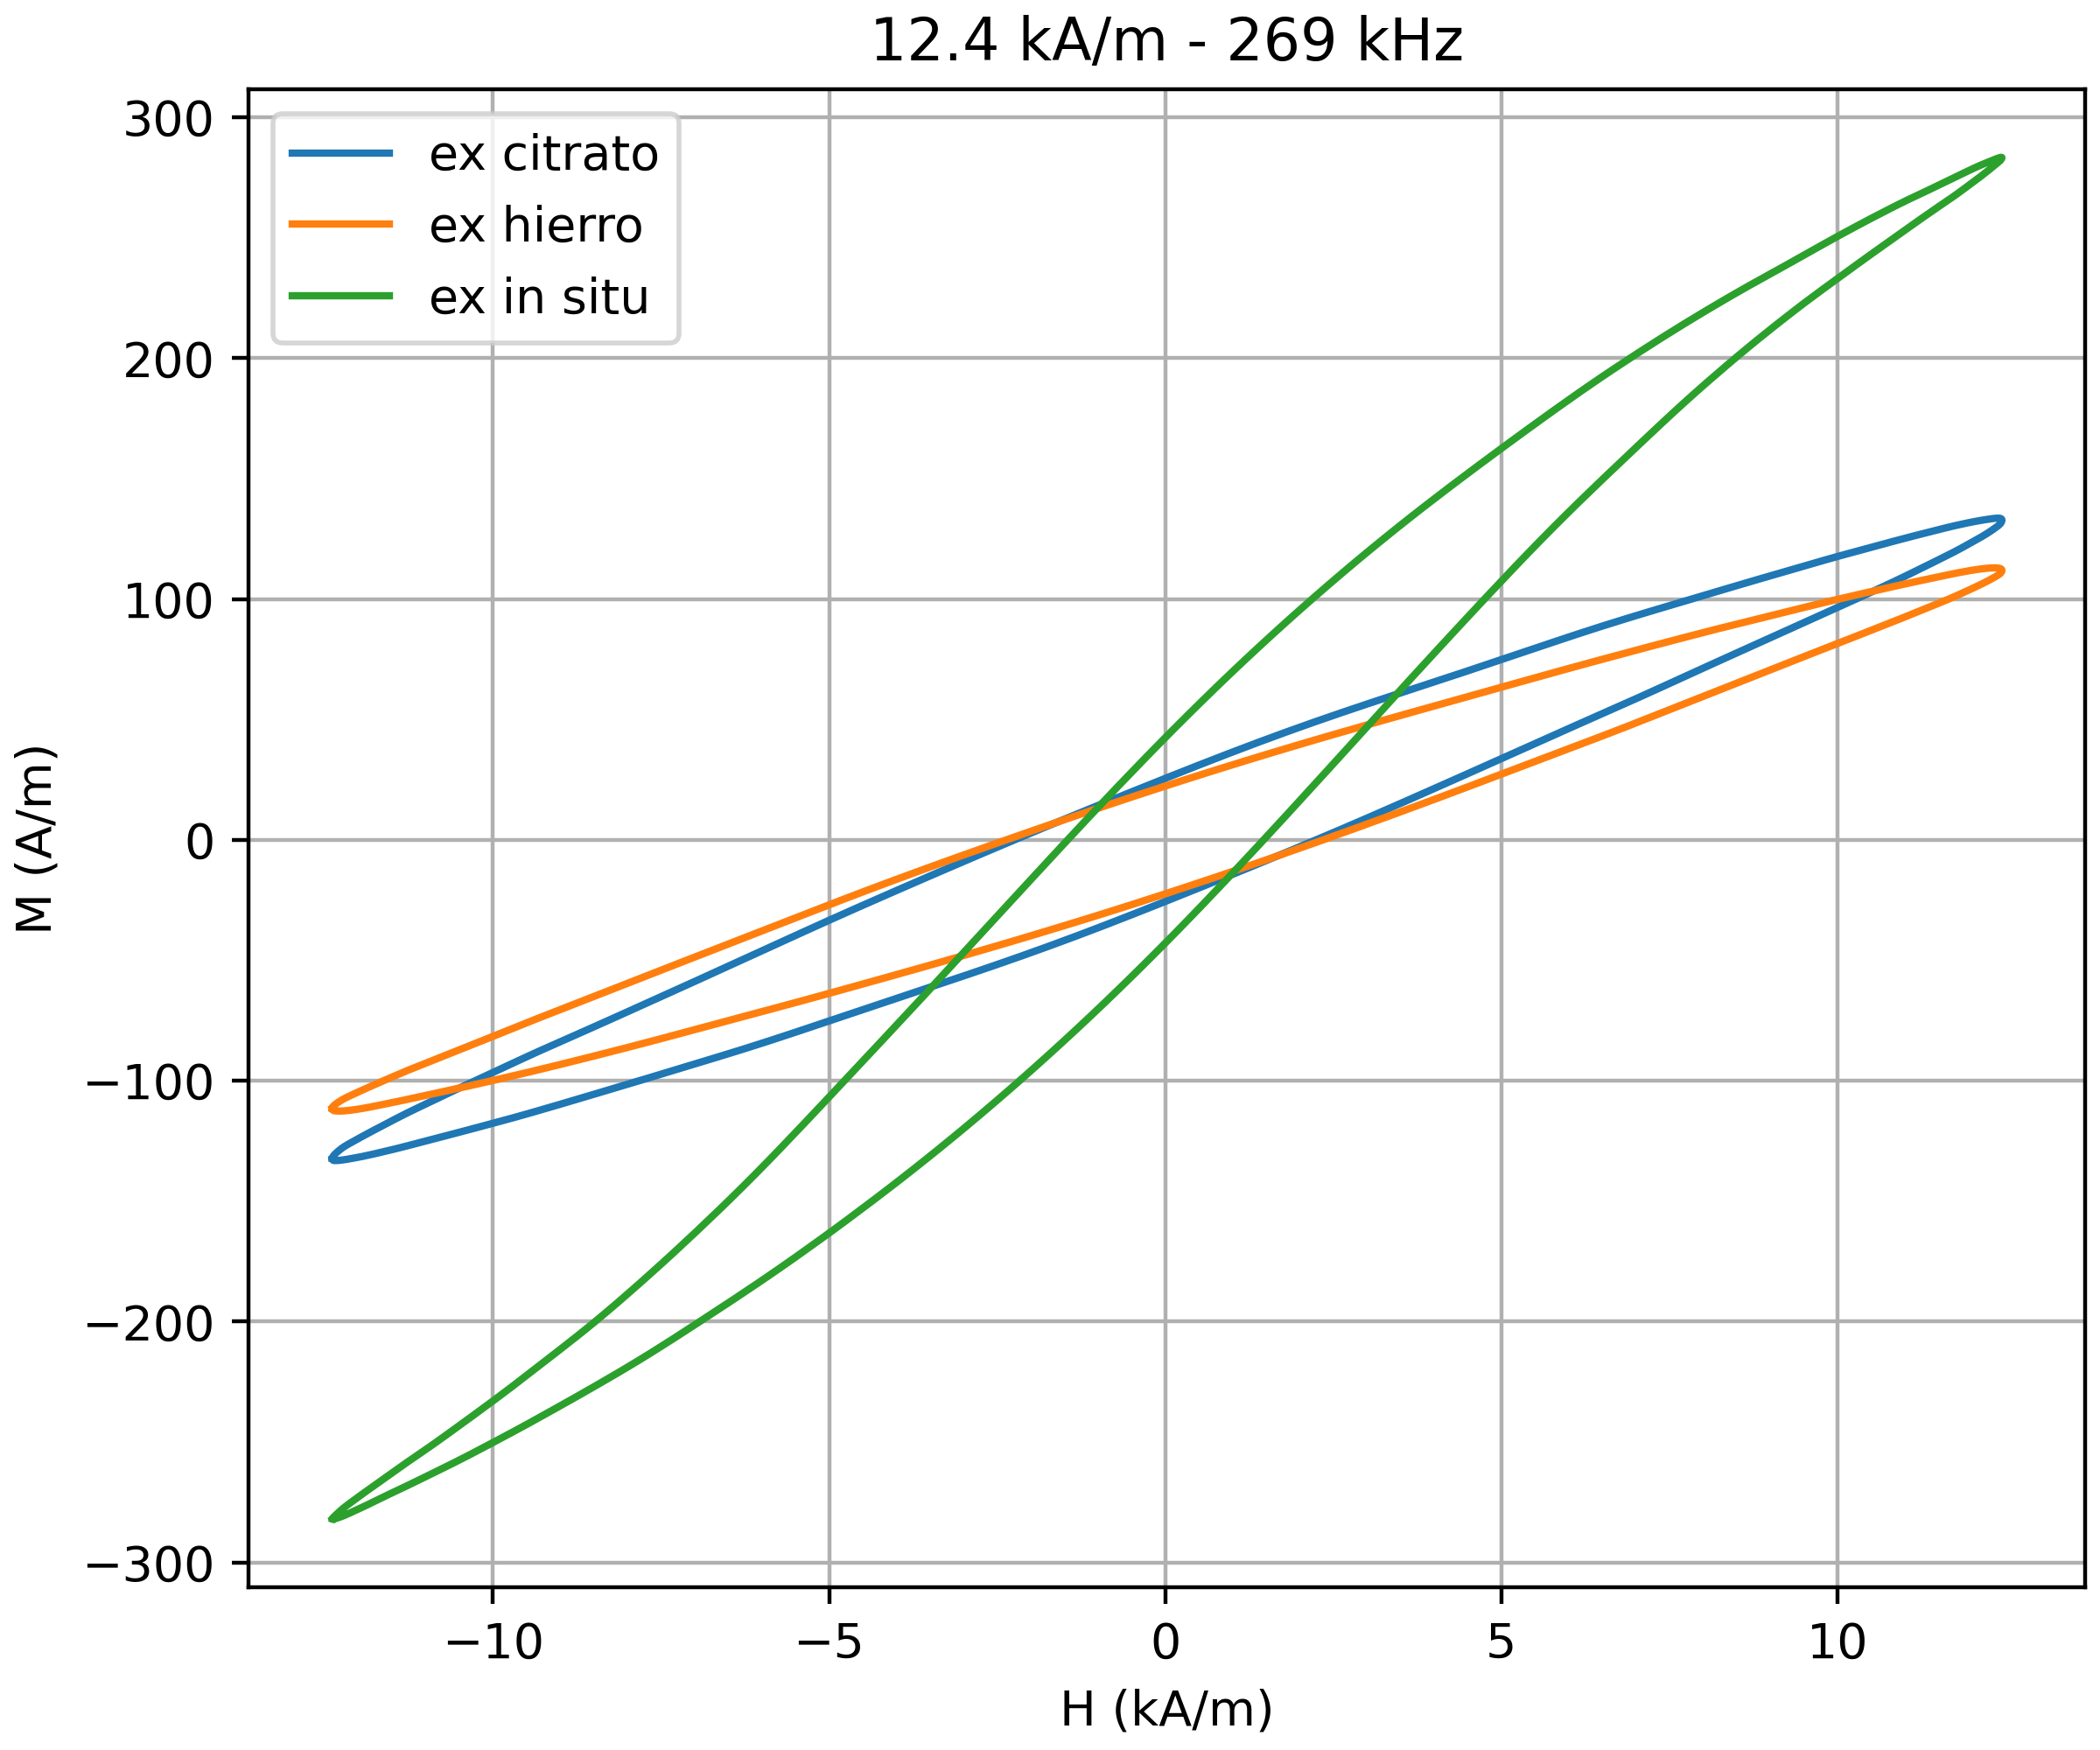 12.4 kA/m - 269 kHz
ex citrato
ex hierro
ex in situ
300
200
100
0
−100
−200
−300
M (A/m)
−10
−5
0
5
10
H (kA/m)